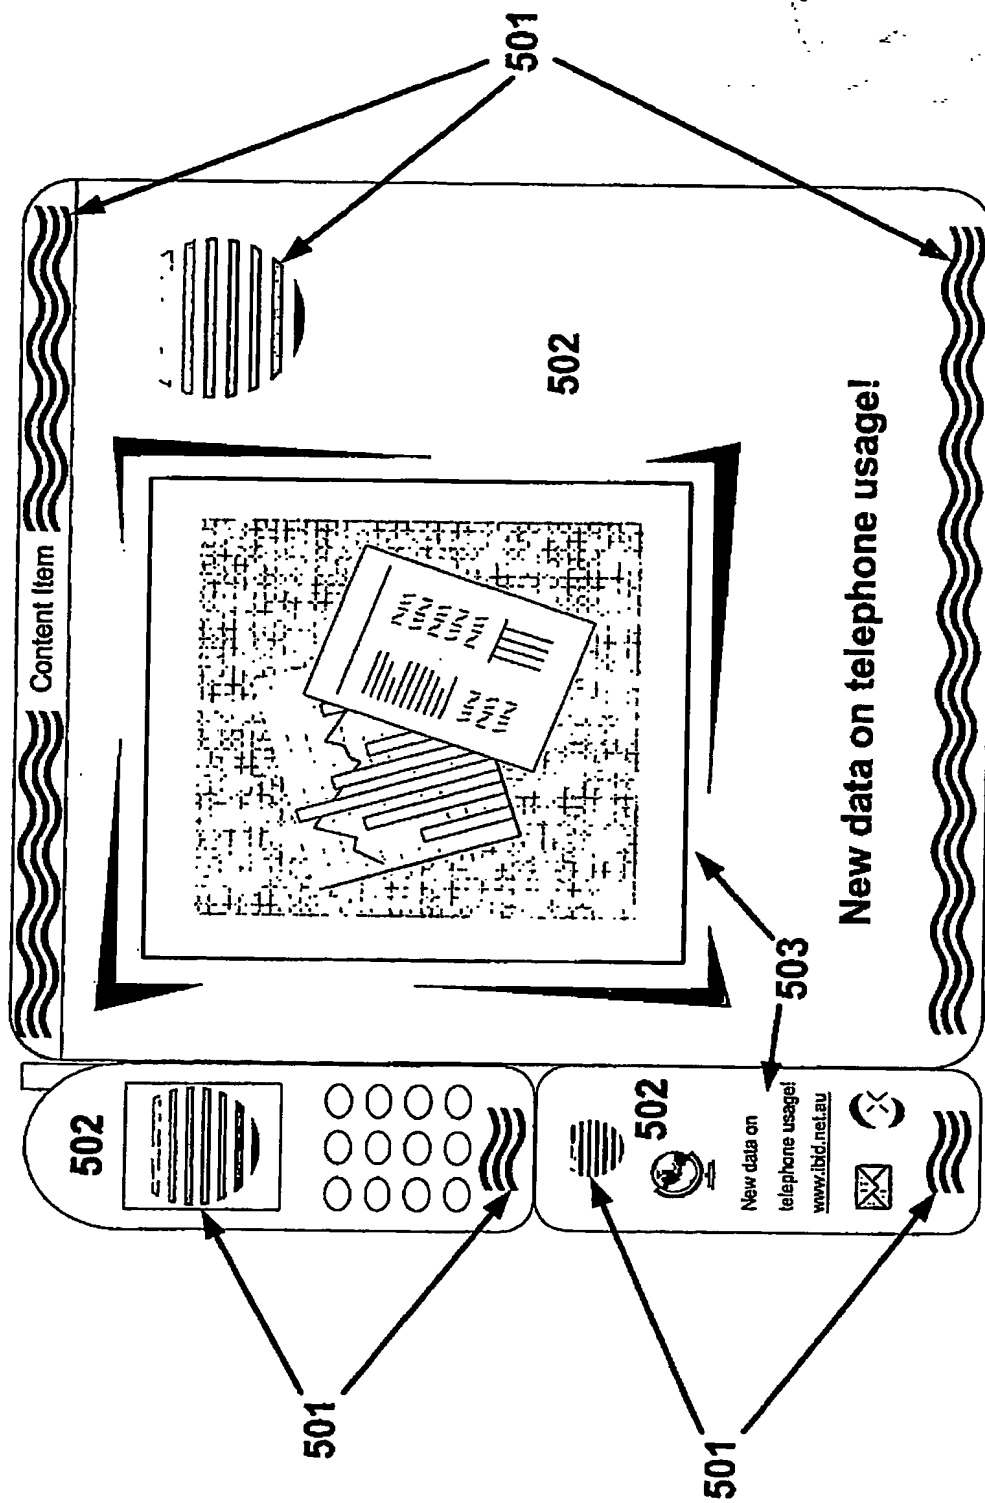 501
Content Item
502
New data on telephone usage!
503
502
502
New data on
telephone usage!
www.ibid.net.au
501
501